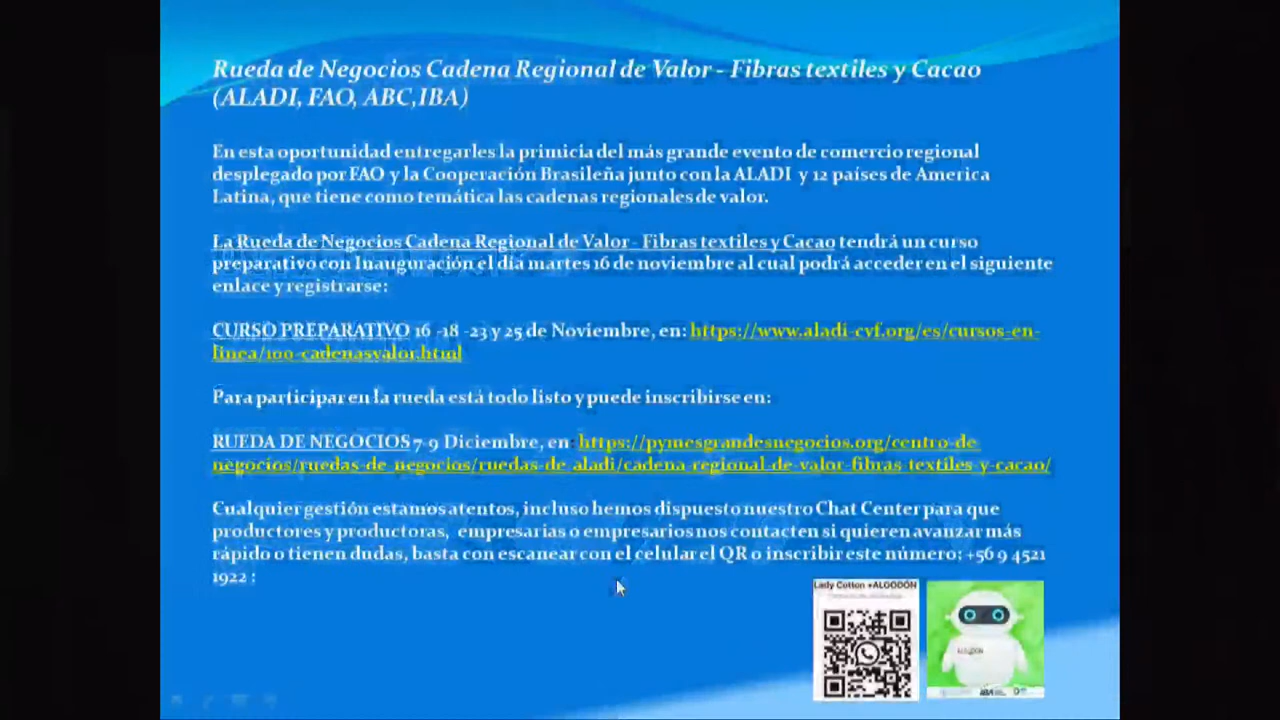 Rueda de Negocios Cadena Regional de Valor - Fibras textiles y Cacao
(ALADI, FAO, ABC,IBA)
En esta oportunidad entregarles la primicia del más grande evento de comercio regional
desplegado por FAO y la Cooperación Brasileña junto con la ALADI y 12 países de America
Latina, que tiene como temática las cadenas regionales de valor.
La Rueda de Negocios Cadena Regional de Valor - Fibras textiles y Cacao tendrá un curso
preparativo con Inauguración el día martes 16 de noviembre al cual podrá acceder en el siguiente
enlace y registrarse:
CURSO PREPARATIVO 16 -18 -23 y 25 de Noviembre, en: https://www.aladi-cvf.org/es/cursos-en-
linea/100-cadenasvalor.html
Para participar en la rueda está todo listo y puede inscribirse en:
RUEDA DE NEGOCIOS 7-9 Diciembre, en: https://pymesgrandesnegocios.org/centro-de
negocios/ruedas-de-negocios/ruedas-de-aladi/cadena-regional-de-valor-fibras-textiles-y-cacao/
Cualquier gestión estamos atentos, incluso hemos dispuesto nuestro Chat Center para que
productores y productoras, empresarias o empresarios nos contacten si quieren avanzar más
rápido o tienen dudas, basta con escanear con el celular el QR o inscribir este número: +56 9 4521
1922 :
Lady Cotton +ALGODÓN
IBA